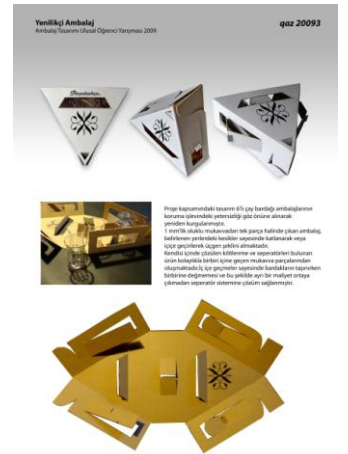 Yenilikçi Ambalaj
Ambalaj Tasarımı Ulusal Öğrenci Yarışması 2009
qaz 20093
Paşabahçe
Proje kapsamındaki tasarım 6'lı çay bardağı ambalajlarının
koruma işlevindeki yetersizliği göz önüne alınarak
yeniden kurgulanmıştır.
1 mm'lik oluklu mukavvadan tek parça halinde çıkan ambalaj,
belirlenen yerlerdeki kesikler sayesinde katlanarak veya
içiçe geçirilerek üçgen şeklini almaktadır.
Kendisi içinde çözülen kilitlenme ve seperatörleri bulunan
ürün kolaylıkla birbiri içine geçen mukavva parçalarından
oluşmaktadır.İç içe geçmeler sayesinde bardakların taşınırken
birbirine değmemesi ve bu şekilde ayrı bir maliyet ortaya
çıkmadan seperatör sistemine çözüm sağlanmıştır.